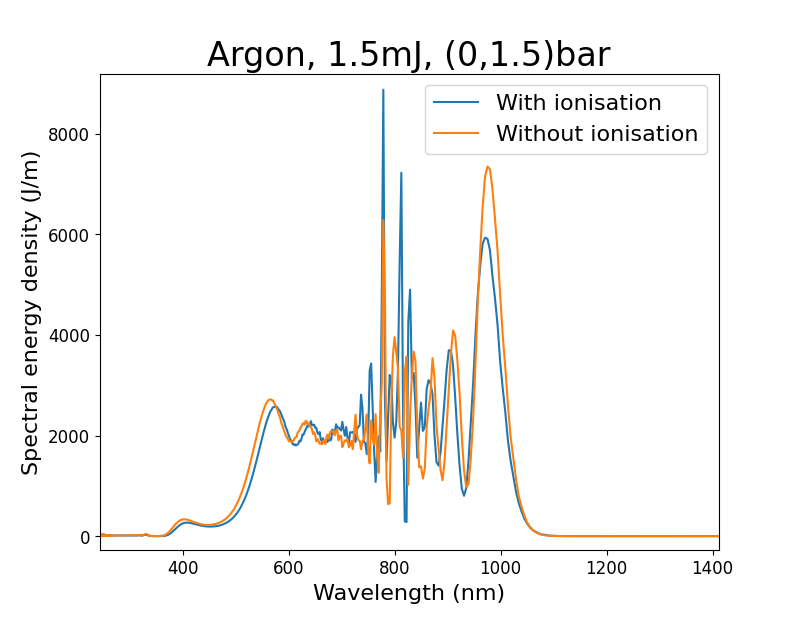 Argon, 1.5mJ, (0,1.5)bar
With ionisation
Without ionisation
Spectral energy density (J/m)
8000
6000
4000
2000
0
400
600
800
1000
1200
1400
Wavelength (nm)